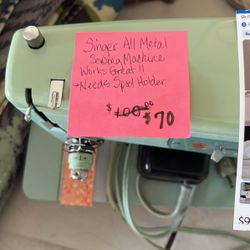 Singer All Metal
Sewing Machine
Works Great!!
→Needs Spool Holder
$100.00
$70